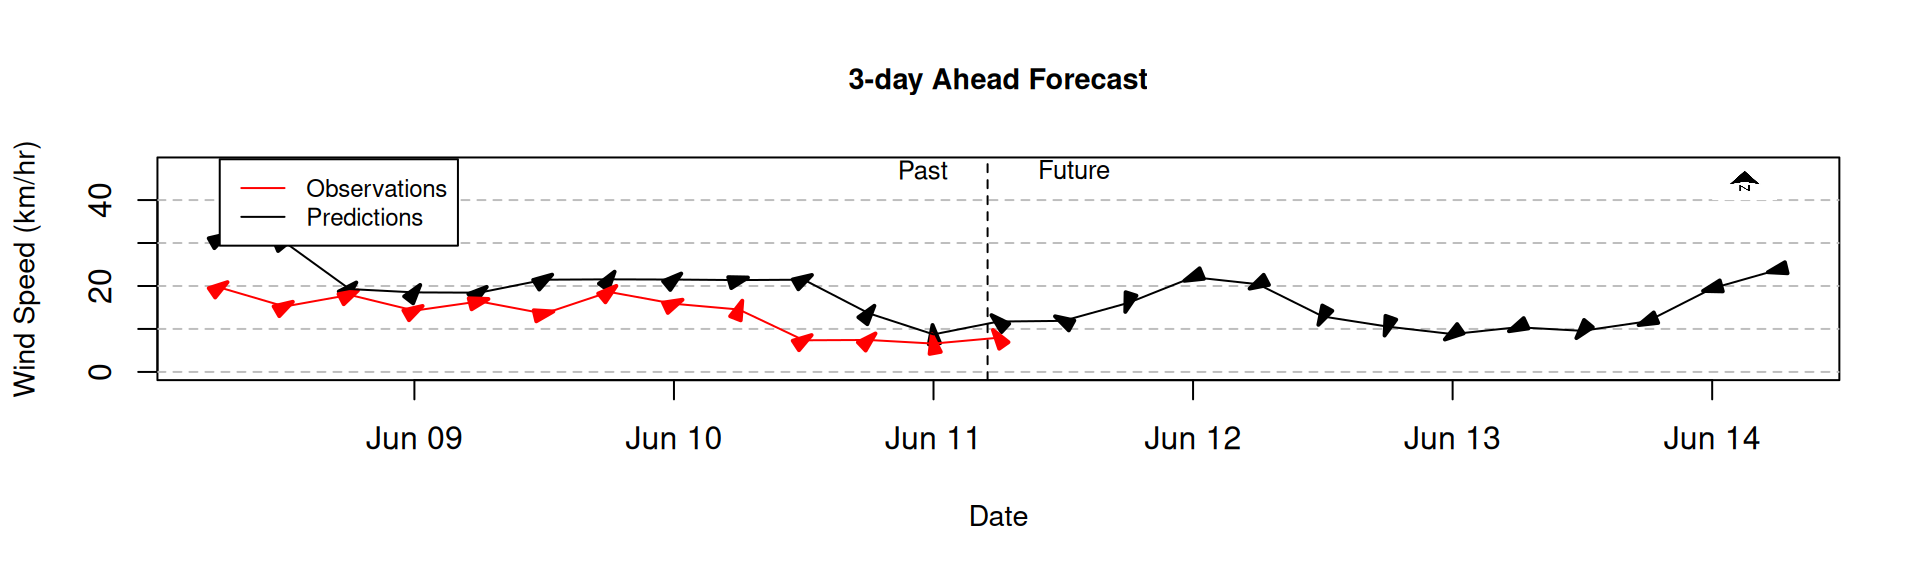 3-day Ahead Forecast
Wind Speed (km/hr)
Past
Future
Observations
Predictions
N
40
20
0
Jun 09
Jun 10
Jun 11
Jun 12
Jun 13
Jun 14
Date